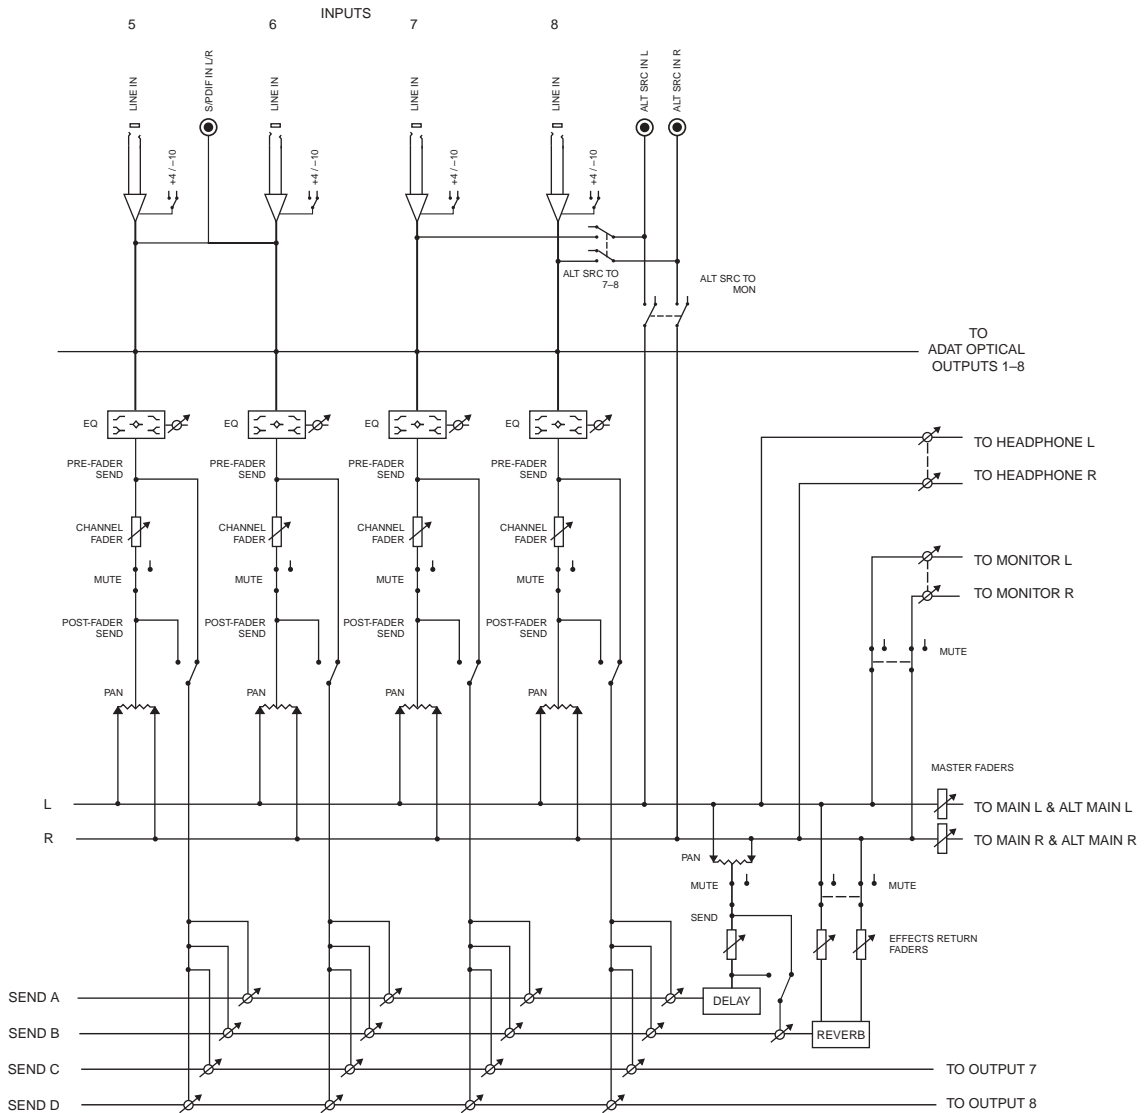 INPUTS
5
6
7
8
LINE IN
S/PDIF IN L/R
LINE IN
LINE IN
LINE IN
ALT SRC IN L
ALT SRC IN R
+4 / –10
+4 / –10
+4 / –10
+4 / –10
ALT SRC TO
7–8
ALT SRC TO
MON
TO
ADAT OPTICAL
OUTPUTS 1–8
EQ
EQ
EQ
EQ
TO HEADPHONE L
TO HEADPHONE R
PRE-FADER
SEND
PRE-FADER
SEND
PRE-FADER
SEND
PRE-FADER
SEND
CHANNEL
FADER
CHANNEL
FADER
CHANNEL
FADER
CHANNEL
FADER
TO MONITOR L
TO MONITOR R
MUTE
MUTE
MUTE
MUTE
POST-FADER
SEND
POST-FADER
SEND
POST-FADER
SEND
POST-FADER
SEND
MUTE
PAN
PAN
PAN
PAN
MASTER FADERS
L
TO MAIN L & ALT MAIN L
R
TO MAIN R & ALT MAIN R
PAN
MUTE
MUTE
SEND
EFFECTS RETURN
FADERS
SEND A
DELAY
SEND B
REVERB
SEND C
TO OUTPUT 7
SEND D
TO OUTPUT 8